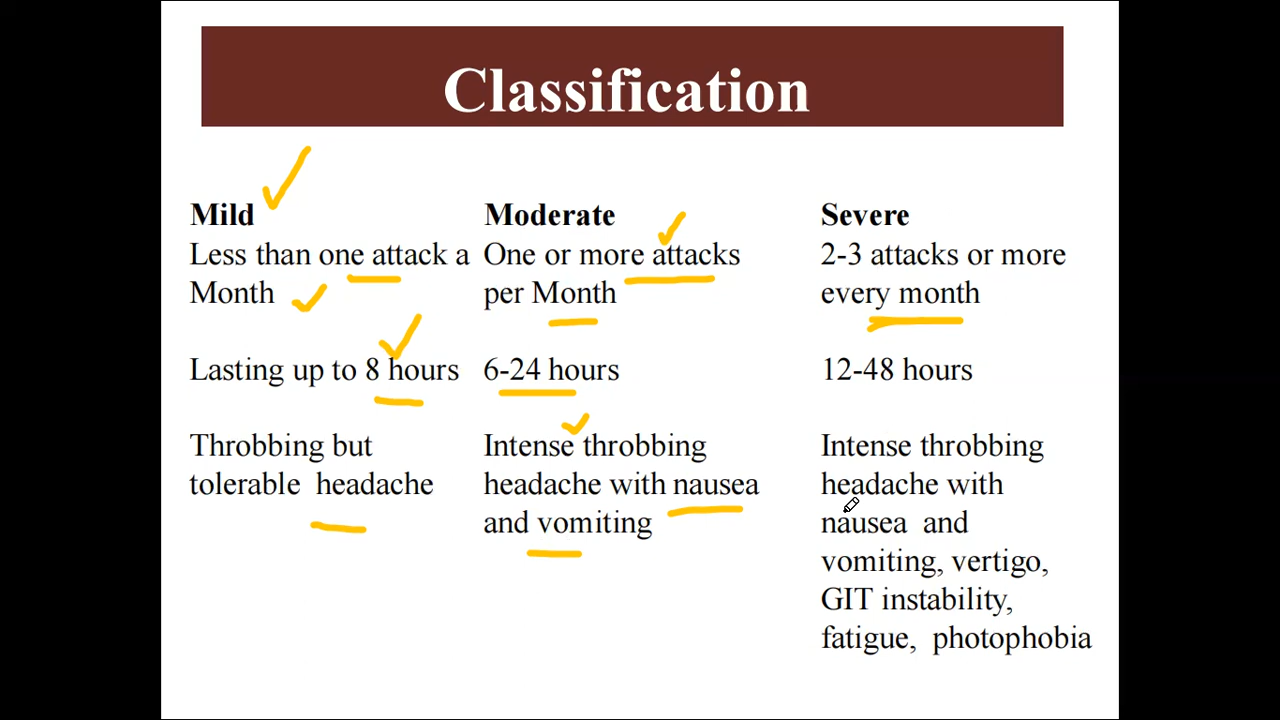 Classification
Mild
Less than one attack a
Month
Lasting up to 8 hours
Throbbing but
tolerable headache
Moderate
One or more attacks
per Month
6-24 hours
Intense throbbing
headache with nausea
and vomiting
Severe
2-3 attacks or more
every month
12-48 hours
Intense throbbing
headache with
nausea and
vomiting, vertigo,
GIT instability,
fatigue, photophobia